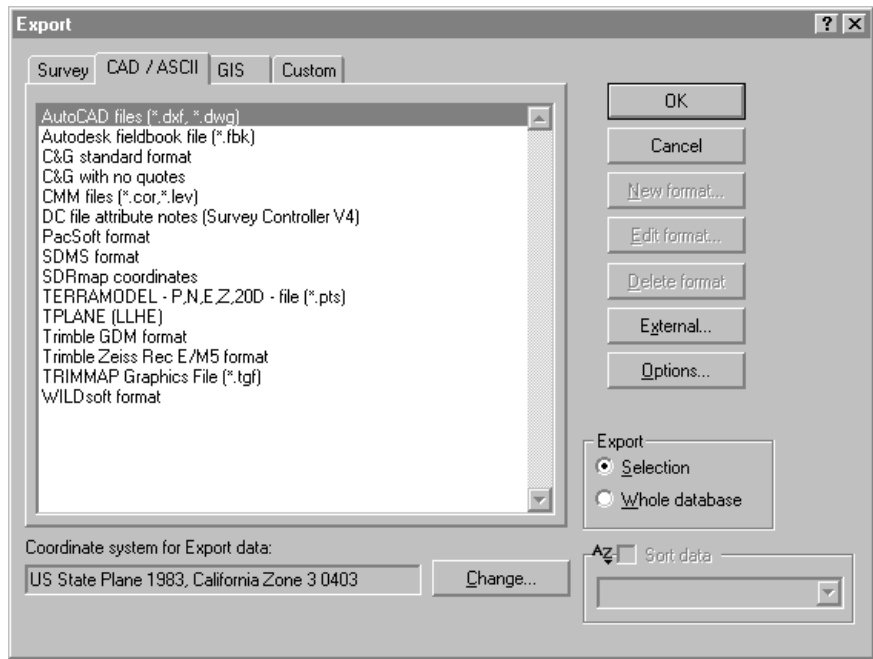 Export
Survey CAD / ASCII GIS Custom
AutoCAD files (*.dxf, *.dwg)
Autodesk fieldbook file (*.fbk)
C&G standard format
C&G with no quotes
CMM files (*.cor,*.lev)
DC file attribute notes (Survey Controller V4)
PacSoft format
SDMS format
SDRmap coordinates
TERRAMODEL - P,N,E,Z,20D - file (*.pts)
TPLANE (LLHE)
Trimble GDM format
Trimble Zeiss Rec E/M5 format
TRIMMAP Graphics File (*.tgf)
WILDsoft format
Coordinate system for Export data:
US State Plane 1983, California Zone 3 0403
Change...
OK
Cancel
New format...
Edit format...
Delete format
External...
Options...
Export
Selection
Whole database
AZ Sort data